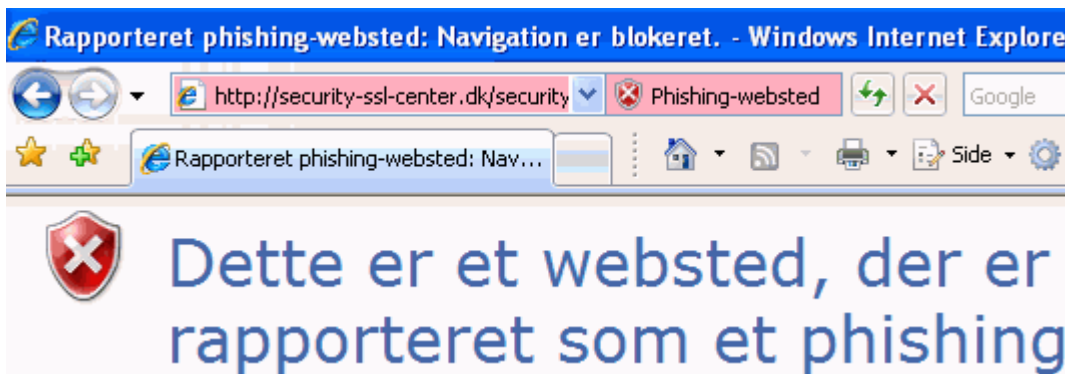 Rapporteret phishing-websted: Navigation er blokeret. - Windows Internet Explore
http://security-ssl-center.dk/security
Phishing-websted
Google
Rapporteret phishing-websted: Nav...
Side
Dette er et websted, der er
rapporteret som et phishing